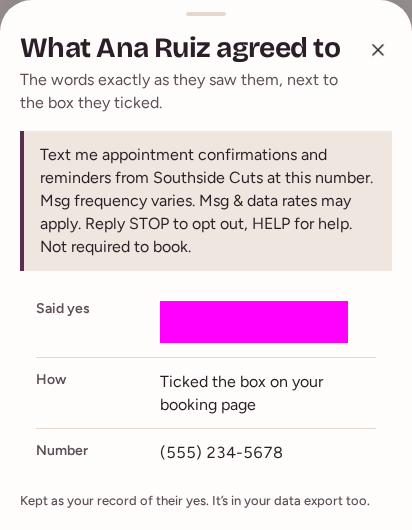 What Ana Ruiz agreed to
The words exactly as they saw them, next to
the box they ticked.
Text me appointment confirmations and
reminders from Southside Cuts at this number.
Msg frequency varies. Msg & data rates may
apply. Reply STOP to opt out, HELP for help.
Not required to book.
Said yes
How
Ticked the box on your
booking page
Number
(555) 234-5678
Kept as your record of their yes. It’s in your data export too.